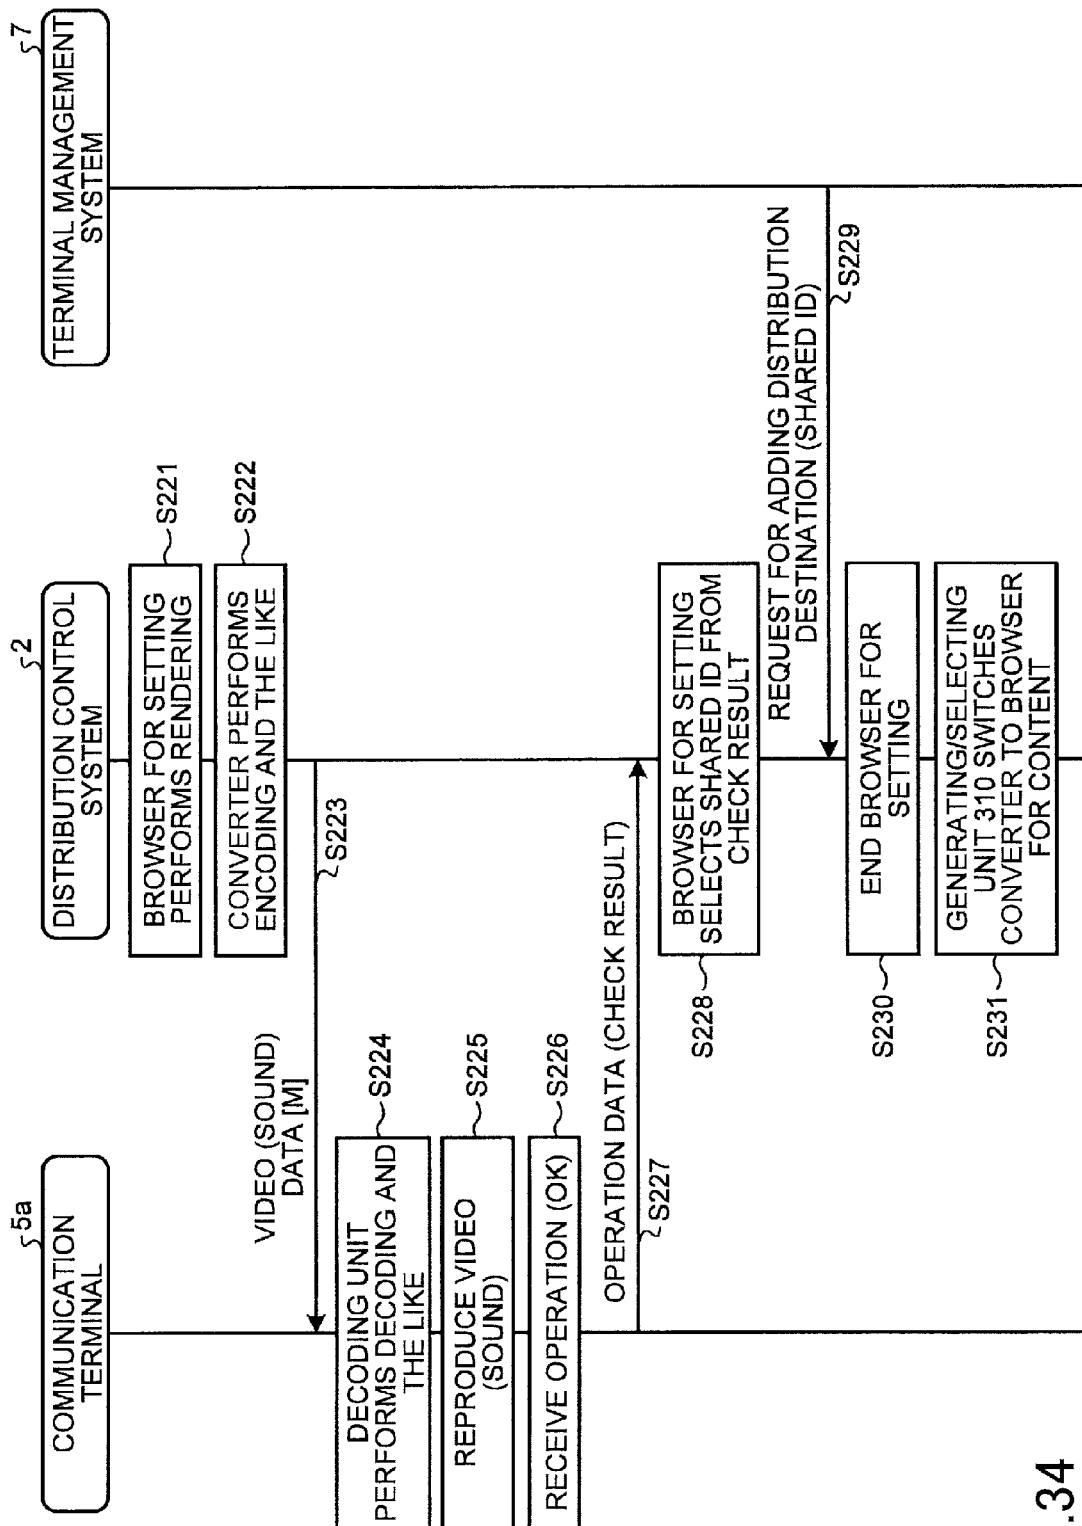 5a
COMMUNICATION
TERMINAL
2
DISTRIBUTION CONTROL
SYSTEM
7
TERMINAL MANAGEMENT
SYSTEM
BROWSER FOR SETTING
PERFORMS RENDERING
S221
CONVERTER PERFORMS
ENCODING AND THE LIKE
S222
VIDEO (SOUND)
DATA [M]
S223
DECODING UNIT
PERFORMS DECODING AND
THE LIKE
S224
REPRODUCE VIDEO
(SOUND)
S225
RECEIVE OPERATION (OK)
S226
OPERATION DATA (CHECK RESULT)
S227
BROWSER FOR SETTING
SELECTS SHARED ID FROM
CHECK RESULT
S228
REQUEST FOR ADDING DISTRIBUTION
DESTINATION (SHARED ID)
S229
END BROWSER FOR
SETTING
S230
GENERATING/SELECTING
UNIT 310 SWITCHES
CONVERTER TO BROWSER
FOR CONTENT
S231
.34